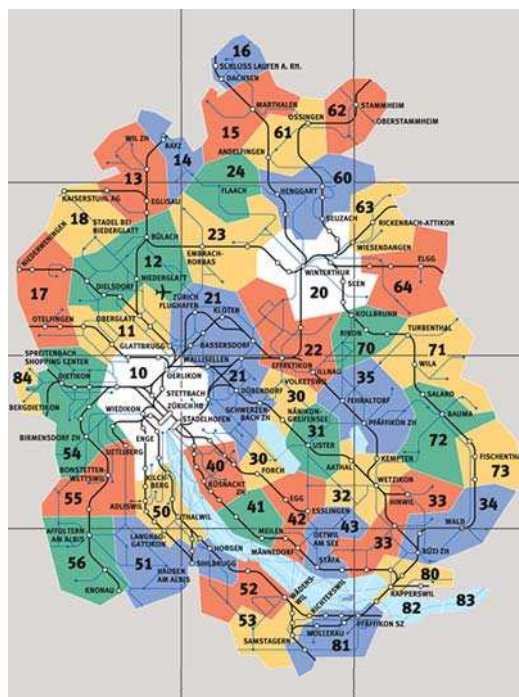 16
SCHLOSS LAUFEN A. RH.
DACHSEN
MARTHALEN
15
OSSINGEN
62
STAMMHEIM
OBERSTAMMHEIM
61
ANDELFINGEN
WIL ZH
RAFZ
14
13
24
FLAACH
HENGGART
60
KAISERSTUHL AG
EGLISAU
18
STADEL BEI
NIEDERGLATT
BÜLACH
23
SEUZACH
63
RICKENBACH-ATTIKON
WIESENDANGEN
NIEDERWENINGEN
12
EMBRACH-
RORBAS
WINTERTHUR
20
ELGG
64
SEEN
17
DIELSDORF
NIEDERGLATT
ZÜRICH
FLUGHAFEN
21
KLOTEN
KOLLBRUNN
OTELFINGEN
OBERGLATT
11
GLATTBRUGG
BASSERSDORF
22
RIKON
70
TURBENTHAL
71
WILA
SPREITENBACH
SHOPPING CENTER
10
WALLISELLEN
EFFRETIKON
ILLNAU
84
DIETIKON
OERLIKON
21
DÜBENDORF
VOLKETSWIL
30
35
FEHRALTORF
SALAND
BERGDIETIKON
STETTBACH
ZÜRICH HB
STADELHOFEN
WIEDIKON
SCHWERZEN-
BACH ZH
NÄNIKON-
GREIFENSEE
BAUMA
BIRMENSDORF ZH
54
ENGE
31
USTER
PFÄFFIKON ZH
72
UETLIBERG
BONSTETTEN-
WETTSWIL
40
30
FORCH
AATHAL
KEMPTEN
FISCHENTHAL
73
55
KILCH-
BERG
KÜSNACHT
ZH
WETZIKON
32
ADLISWIL
50
THALWIL
41
EGG
42
ESSLINGEN
HINWIL
33
34
AFFOLTERN
AM ALBIS
LANGNAU-
GATTIKON
MEILEN
43
OETWIL
AM SEE
WALD
56
51
HAUSEN
AM ALBIS
HORGEN
MÄNNEDORF
STÄFA
33
RÜTI ZH
KNONAU
SIHLBRUGG
52
WÄDENS-
WIL
RICHTERSWIL
80
RAPPERSWIL
82
83
53
SAMSTAGERN
WOLLERAU
81
PFÄFFIKON SZ